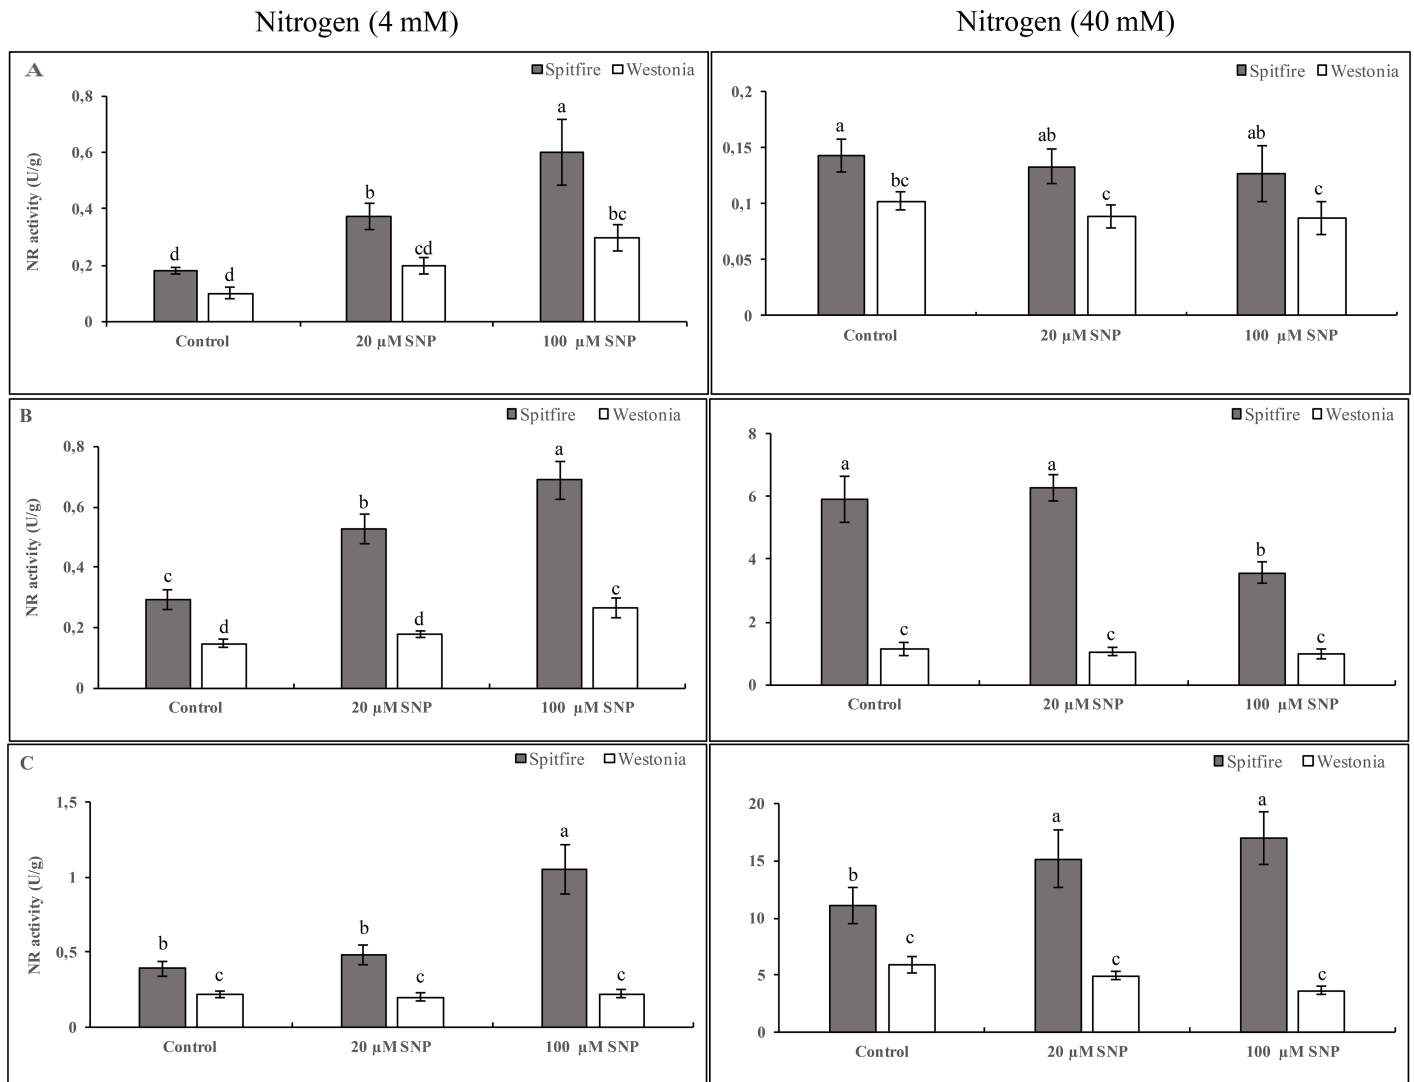 Nitrogen (4 mM)
Nitrogen (40 mM)
A
Spitfire Westonia
NR activity (U/g)
0,8
0,6
0,4
0,2
0
d d b cd a bc
Control 20 µM SNP 100 µM SNP
Spitfire Westonia
0,2
0,15
0,1
0,05
0
a bc ab c ab c
Control 20 µM SNP 100 µM SNP
B
Spitfire Westonia
NR activity (U/g)
0,8
0,6
0,4
0,2
0
c d b d a c
Control 20 µM SNP 100 µM SNP
Spitfire Westonia
8
6
4
2
0
a c a c b c
Control 20 µM SNP 100 µM SNP
C
Spitfire Westonia
NR activity (U/g)
1,5
1
0,5
0
b c b c a c
Control 20 µM SNP 100 µM SNP
Spitfire Westonia
20
15
10
5
0
b c a c a c
Control 20 µM SNP 100 µM SNP